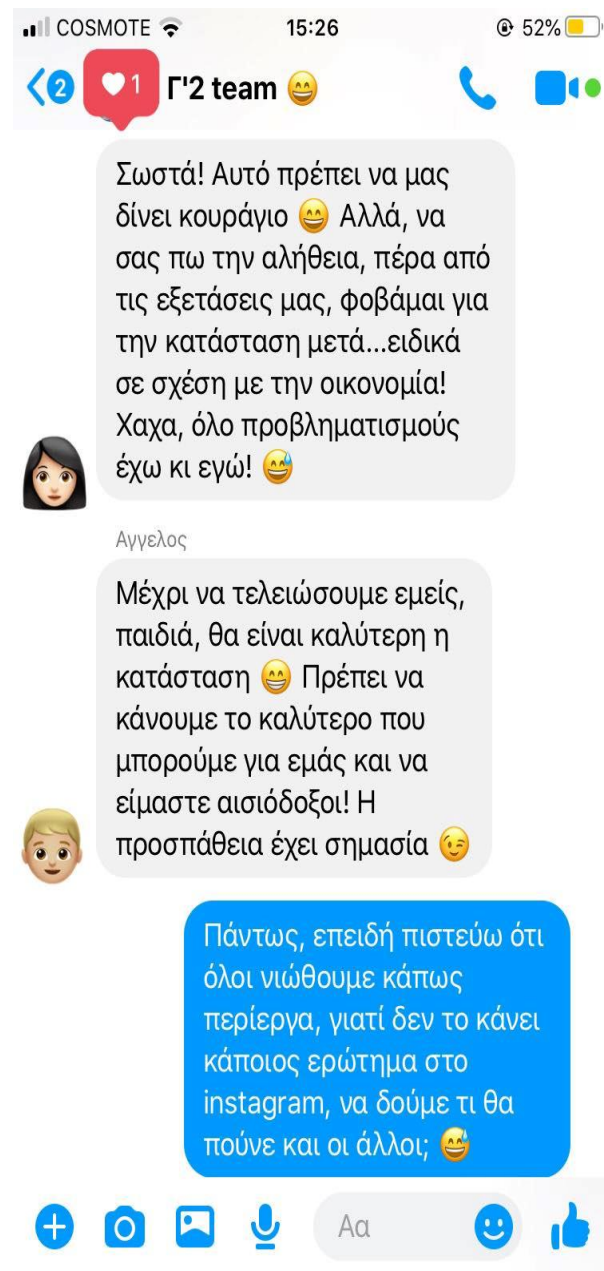 COSMOTE 15:26 52%
2 1 Γ'2 team 😄
Σωστά! Αυτό πρέπει να μας
δίνει κουράγιο 😄 Αλλά, να
σας πω την αλήθεια, πέρα από
τις εξετάσεις μας, φοβάμαι για
την κατάσταση μετά...ειδικά
σε σχέση με την οικονομία!
Χαχα, όλο προβληματισμούς
έχω κι εγώ! 😅
Αγγελος
Μέχρι να τελειώσουμε εμείς,
παιδιά, θα είναι καλύτερη η
κατάσταση 😁 Πρέπει να
κάνουμε το καλύτερο που
μπορούμε για εμάς και να
είμαστε αισιόδοξοι! Η
προσπάθεια έχει σημασία 😉
Πάντως, επειδή πιστεύω ότι
όλοι νιώθουμε κάπως
περίεργα, γιατί δεν το κάνει
κάποιος ερώτημα στο
instagram, να δούμε τι θα
πούνε και οι άλλοι; 😅
Aα